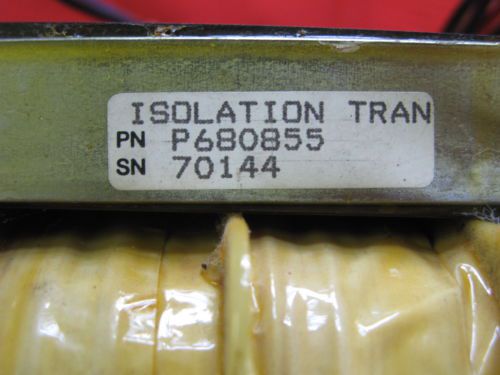 ISOLATION TRAN
PN P680855
SN 70144